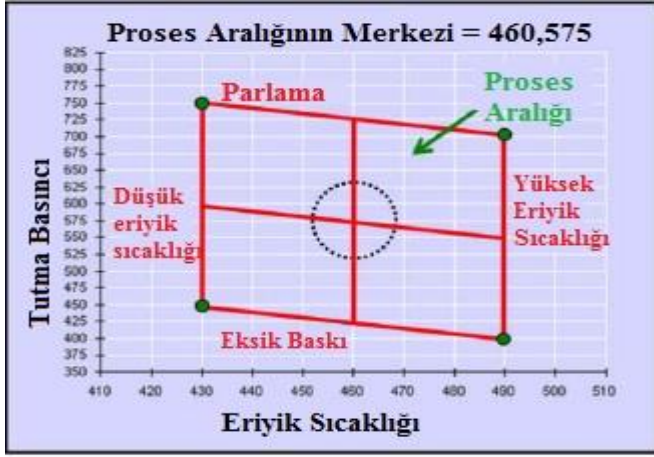 Proses Aralığının Merkezi = 460,575
825
800
775
750
725
700
675
650
625
600
575
550
525
500
475
450
425
400
375
350
Tutma Basıncı
Parlama
Proses
Aralığı
Düşük
eriyik
sıcaklığı
Yüksek
Eriyik
Sıcaklığı
Eksik Baskı
410 420 430 440 450 460 470 480 490 500 510
Eriyik Sıcaklığı